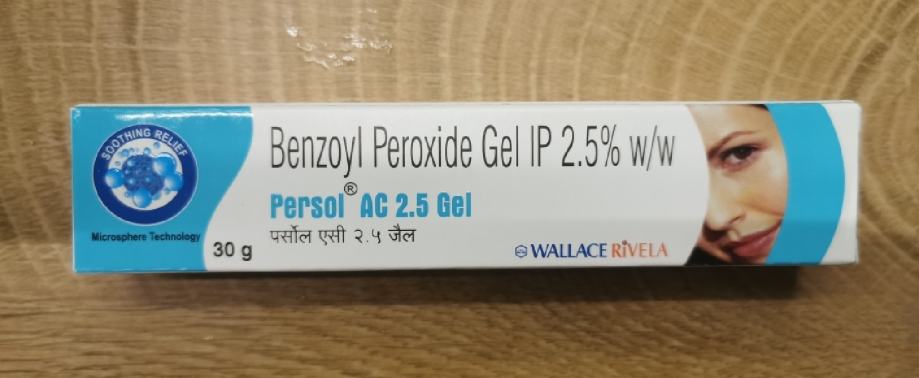 SOOTHING RELIEF
Microsphere Technology
30 g
Benzoyl Peroxide Gel IP 2.5% w/w
Persol® AC 2.5 Gel
पर्सोल एसी २.५ जैल
WALLACE RiVELA